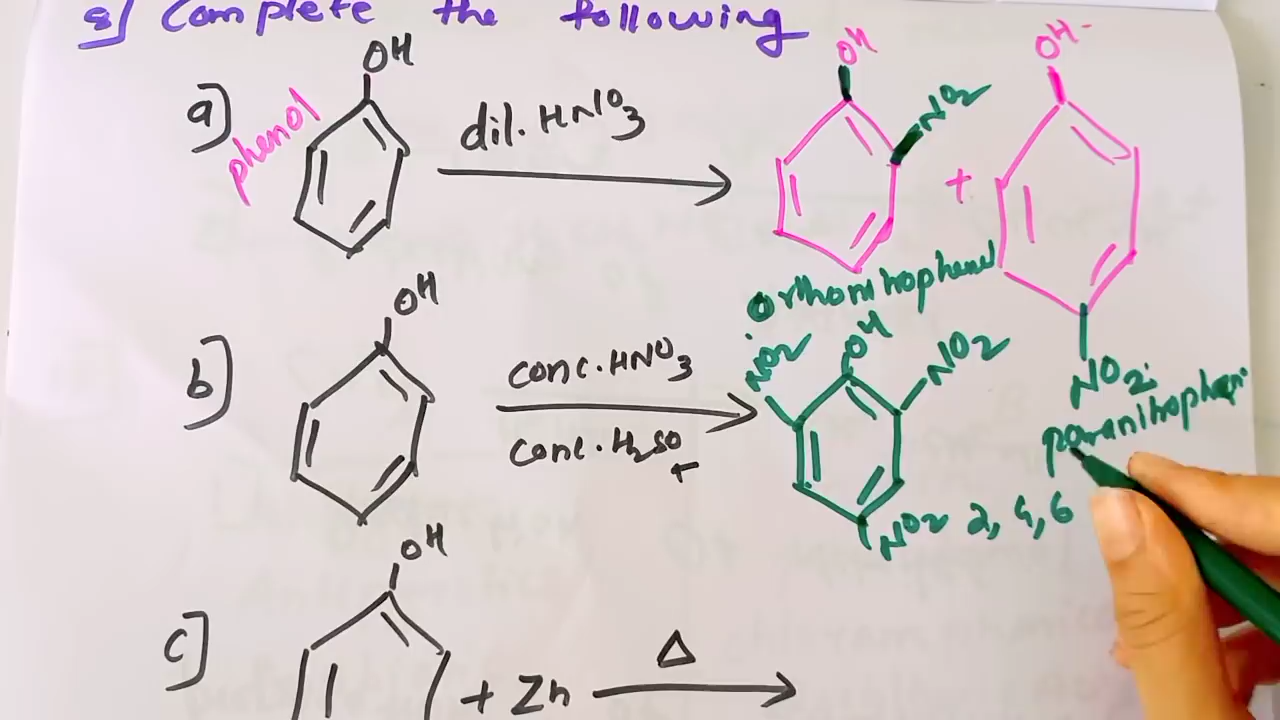 8) Complete the following
a] phenol OH dil. HNO3 OH NO2 + OH NO2
Orthonitrophenol
paranitrophen
b] OH conc. HNO3 conc. H2SO4 NO2 OH NO2 NO2 2, 4, 6
c] OH + Zn Δ